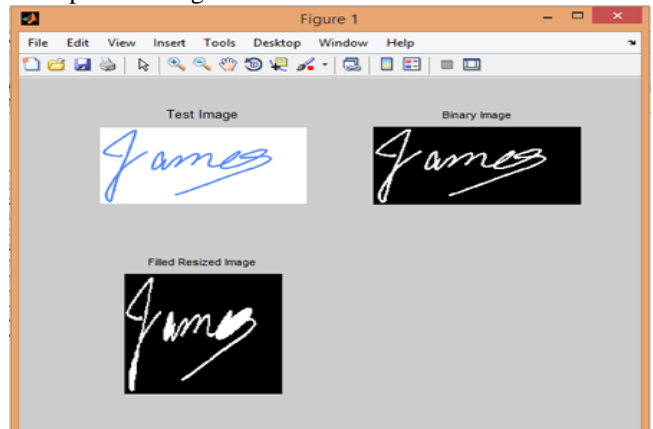 Figure 1
File Edit View Insert Tools Desktop Window Help
Test Image
Binary Image
James
James
Filled Resized Image
James